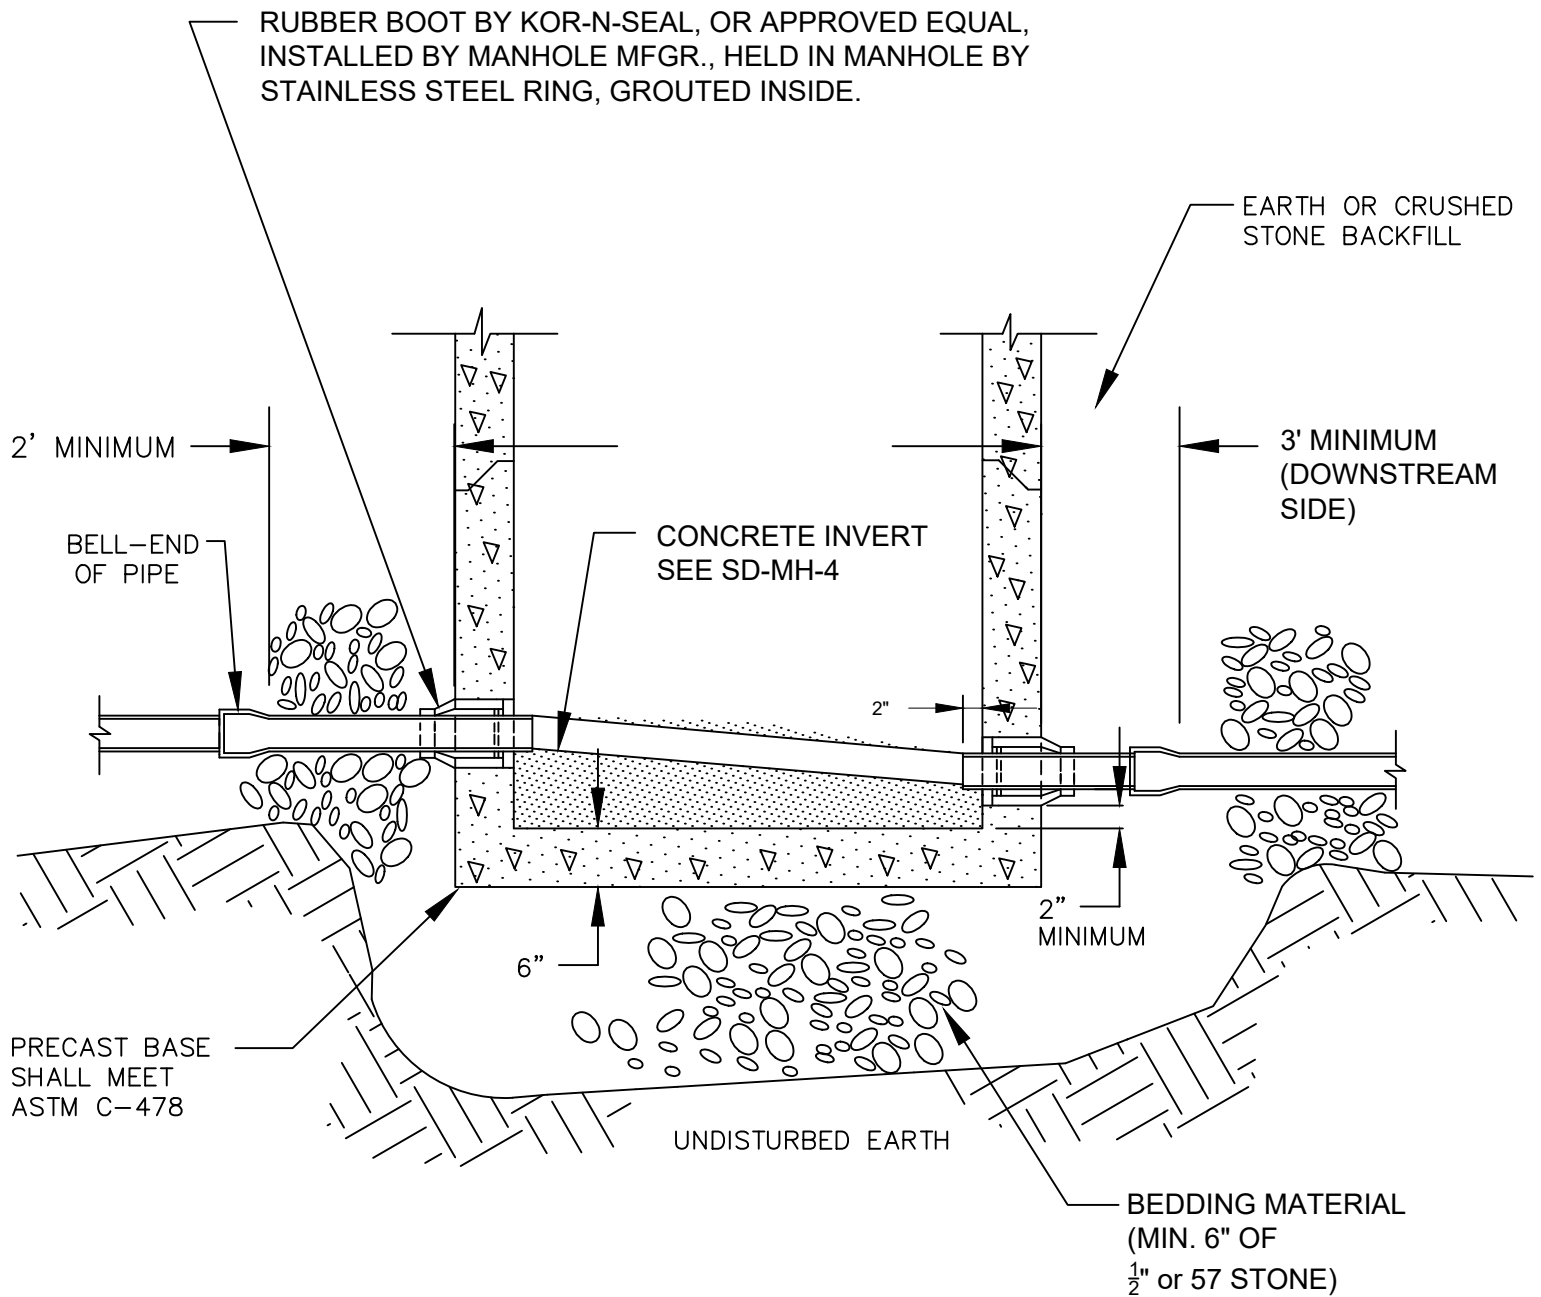 RUBBER BOOT BY KOR-N-SEAL, OR APPROVED EQUAL,
INSTALLED BY MANHOLE MFGR., HELD IN MANHOLE BY
STAINLESS STEEL RING, GROUTED INSIDE.
EARTH OR CRUSHED
STONE BACKFILL
2’ MINIMUM
3' MINIMUM
(DOWNSTREAM
SIDE)
BELL-END
OF PIPE
CONCRETE INVERT
SEE SD-MH-4
2"
2”
MINIMUM
6”
PRECAST BASE
SHALL MEET
ASTM C-478
UNDISTURBED EARTH
BEDDING MATERIAL
(MIN. 6" OF
½" or 57 STONE)